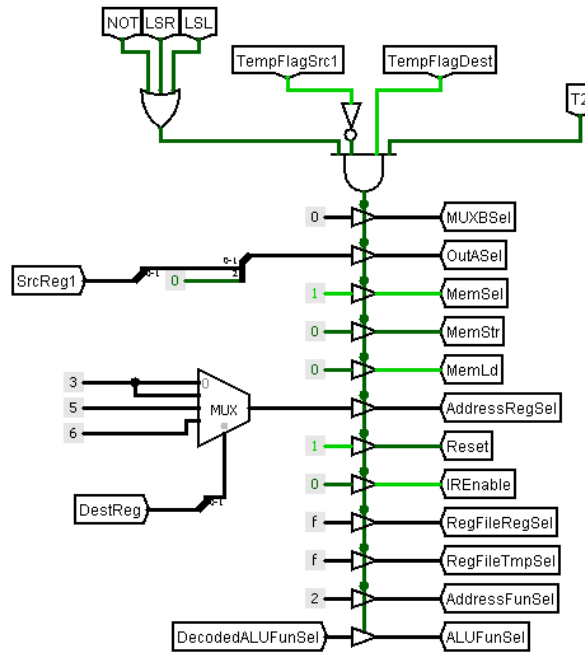 NOT LSR LSL
TempFlagSrc1 TempFlagDest
T2
0 MUXBSel
0-1
OutASel
SrcReg1 0-1 0 2
1 MemSel
0 MemStr
0 MemLd
3 0
5 MUX AddressRegSel
6
1 Reset
DestReg 0-1
0 IREnable
f RegFileRegSel
f RegFileTmpSel
2 AddressFunSel
DecodedALUFunSel ALUFunSel